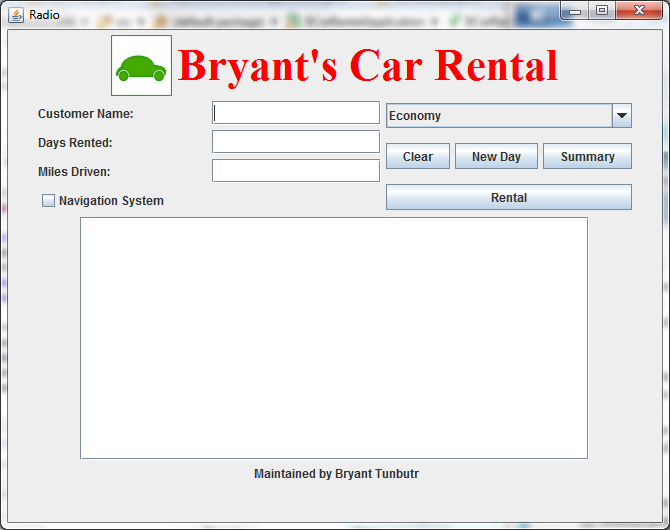 Radio
Bryant's Car Rental
Customer Name:
Economy
Days Rented:
Clear New Day Summary
Miles Driven:
Navigation System
Rental
Maintained by Bryant Tunbutr